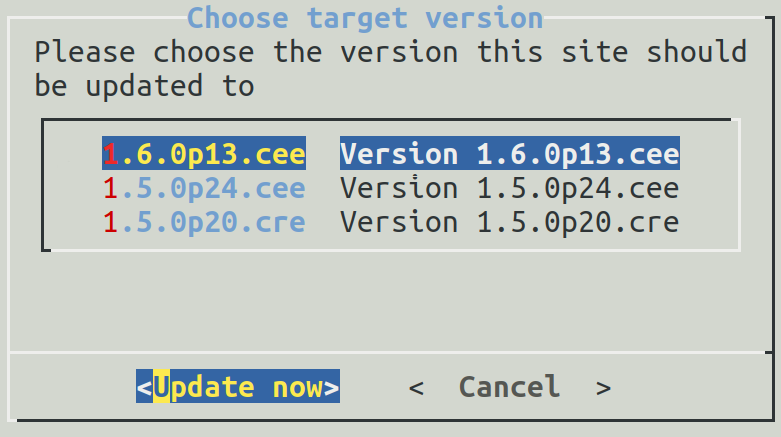 Choose target version
Please choose the version this site should
be updated to
1.6.0p13.cee Version 1.6.0p13.cee
1.5.0p24.cee Version 1.5.0p24.cee
1.5.0p20.cre Version 1.5.0p20.cre
<Update now> < Cancel >